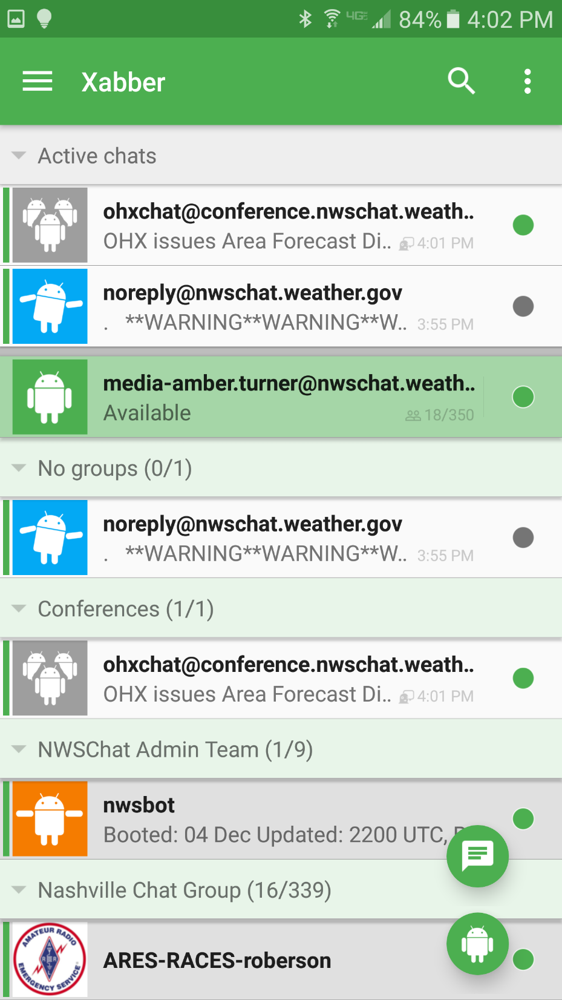 4G 84% 4:02 PM
Xabber
Active chats
ohxchat@conference.nwschat.weath..
OHX issues Area Forecast Di.. 4:01 PM
noreply@nwschat.weather.gov
. **WARNING**WARNING**W.. 3:55 PM
media-amber.turner@nwschat.weath..
Available 18/350
No groups (0/1)
noreply@nwschat.weather.gov
. **WARNING**WARNING**W.. 3:55 PM
Conferences (1/1)
ohxchat@conference.nwschat.weath..
OHX issues Area Forecast Di.. 4:01 PM
NWSChat Admin Team (1/9)
nwsbot
Booted: 04 Dec Updated: 2200 UTC,
Nashville Chat Group (16/339)
AMATEUR RADIO
EMERGENCY SERVICE
ARES-RACES-roberson